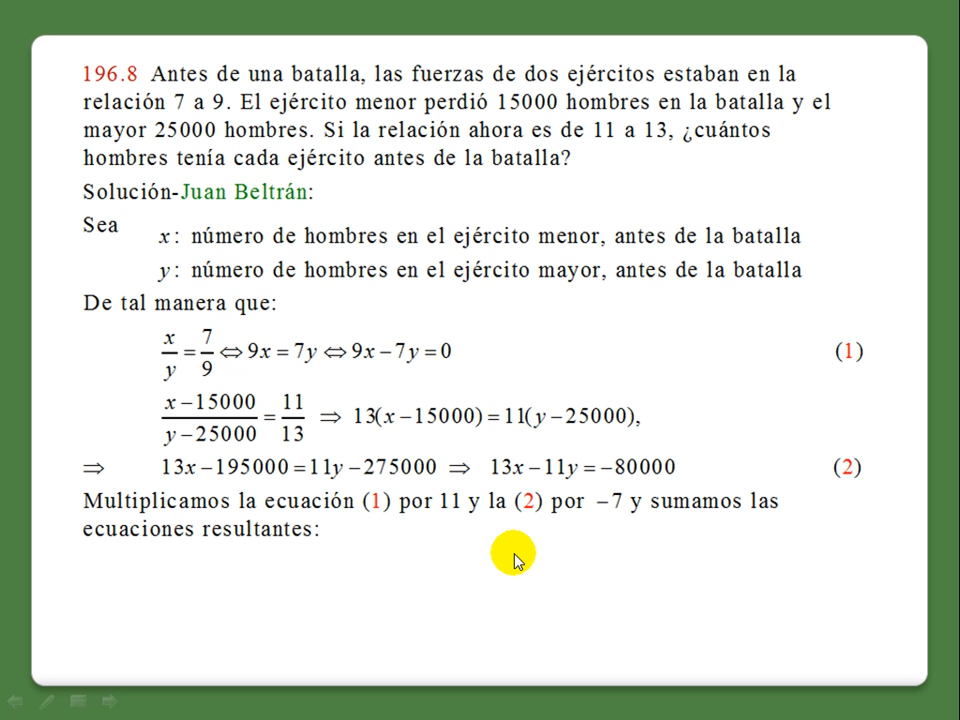 196.8 Antes de una batalla, las fuerzas de dos ejércitos estaban en la
relación 7 a 9. El ejército menor perdió 15000 hombres en la batalla y el
mayor 25000 hombres. Si la relación ahora es de 11 a 13, ¿cuántos
hombres tenía cada ejército antes de la batalla?
Solución-Juan Beltrán:
Sea
x: número de hombres en el ejército menor, antes de la batalla
y: número de hombres en el ejército mayor, antes de la batalla
De tal manera que:
x/y = 7/9 ⇔ 9x = 7y ⇔ 9x − 7y = 0 (1)
(x − 15000)/(y − 25000) = 11/13 ⇒ 13(x − 15000) = 11(y − 25000),
⇒ 13x − 195000 = 11y − 275000 ⇒ 13x − 11y = −80000 (2)
Multiplicamos la ecuación (1) por 11 y la (2) por −7 y sumamos las
ecuaciones resultantes: